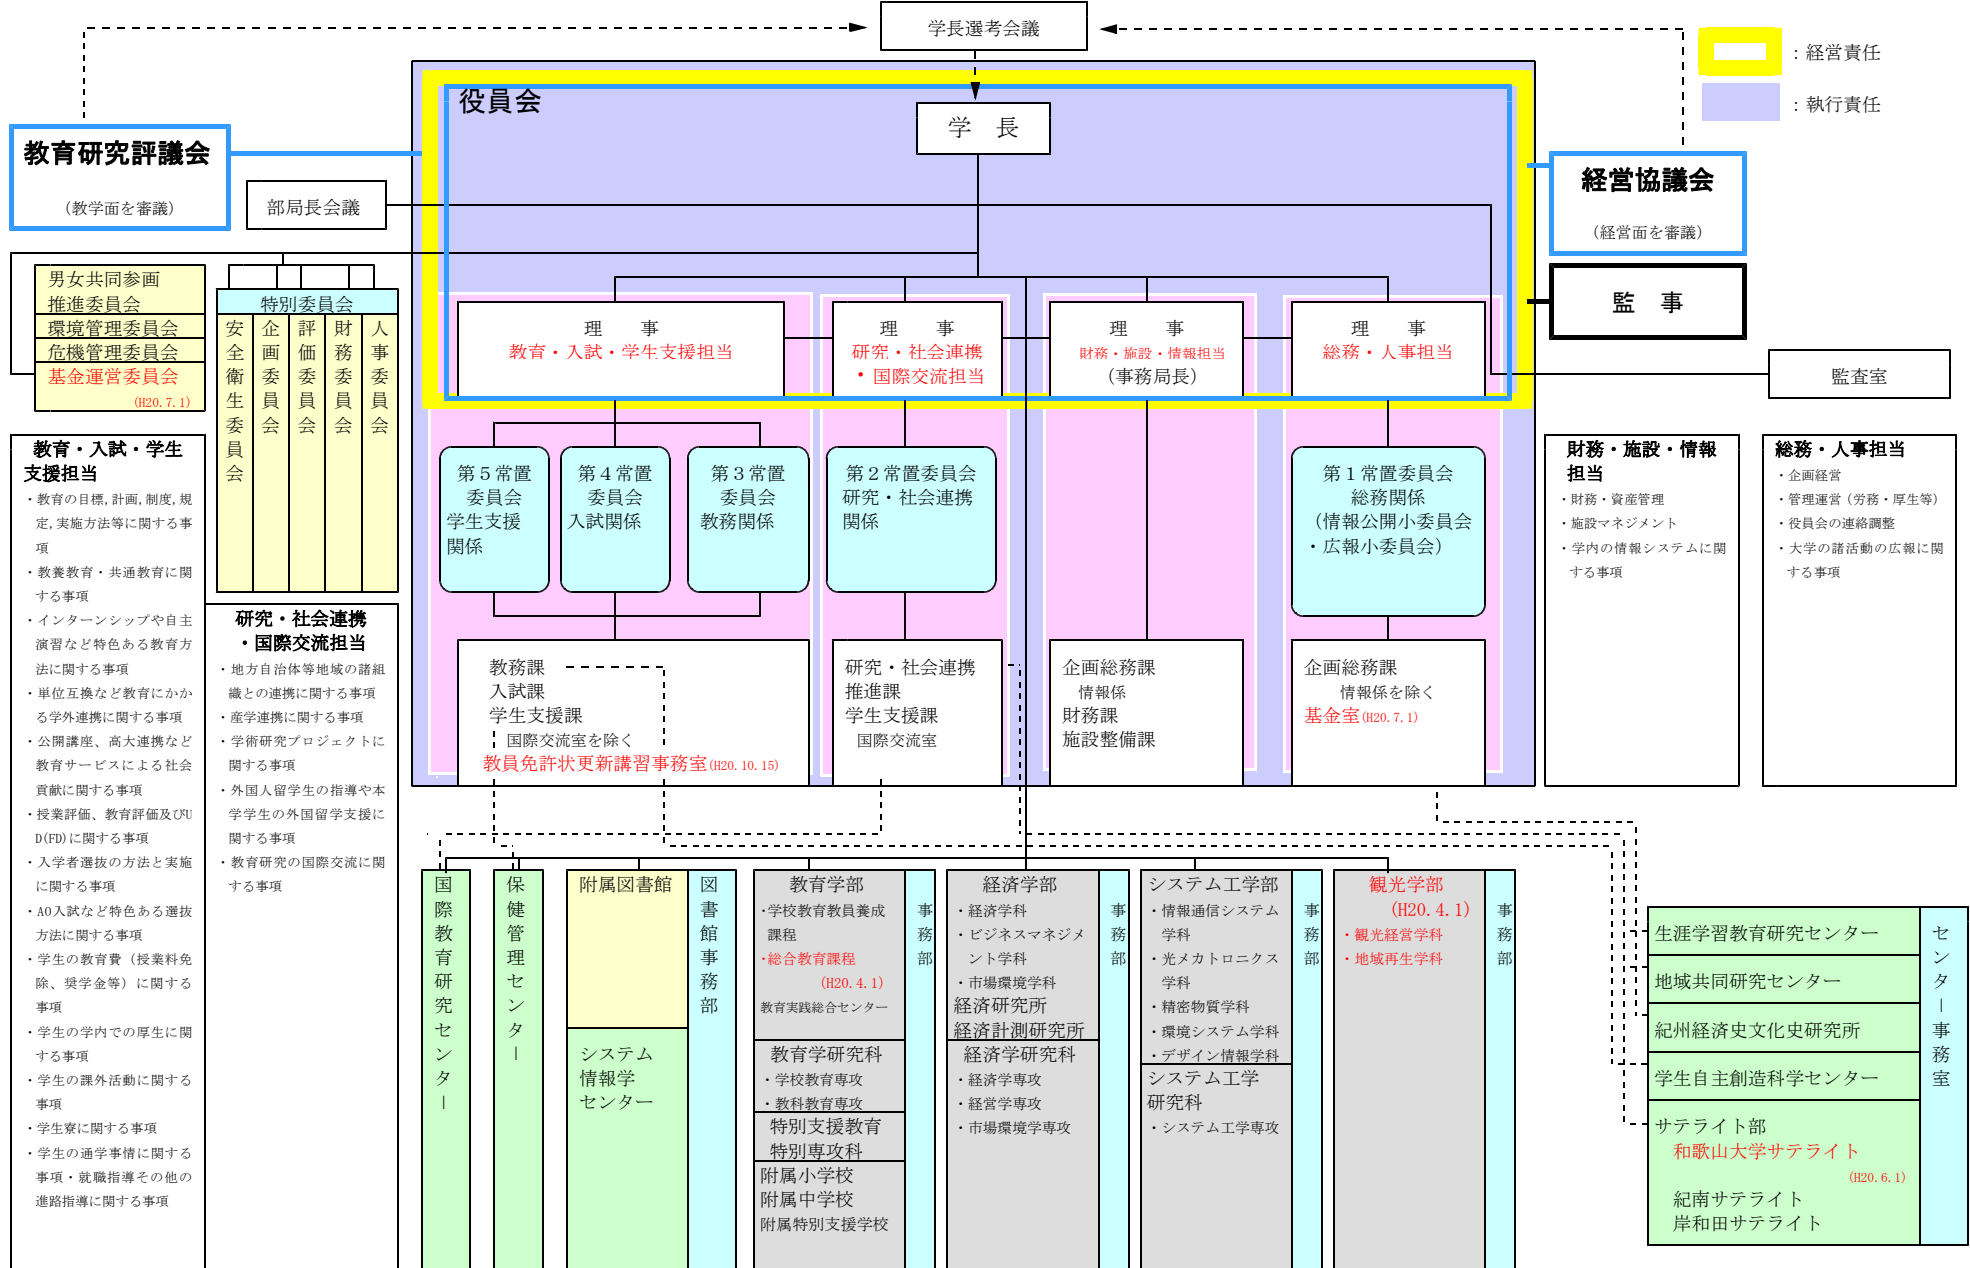 学長選考会議
：経営責任
：執行責任
役員会
学　長
教育研究評議会
（教学面を審議）
部局長会議
経営協議会
（経営面を審議）
監　事
監査室
男女共同参画
推進委員会
環境管理委員会
危機管理委員会
基金運営委員会
(H20.7.1)
特別委員会
安全衛生委員会
企画委員会
評価委員会
財務委員会
人事委員会
理　　事
教育・入試・学生支援担当
理　　事
研究・社会連携
・国際交流担当
理　　事
財務・施設・情報担当
（事務局長）
理　　事
総務・人事担当
第５常置
委員会
学生支援
関係
第４常置
委員会
入試関係
第３常置
委員会
教務関係
第２常置委員会
研究・社会連携
関係
第１常置委員会
総務関係
（情報公開小委員会
・広報小委員会）
教務課
入試課
学生支援課
国際交流室を除く
教員免許状更新講習事務室(H20.10.15)
研究・社会連携
推進課
学生支援課
国際交流室
企画総務課
情報係
財務課
施設整備課
企画総務課
情報係を除く
基金室(H20.7.1)
教育・入試・学生
支援担当
・教育の目標,計画,制度,規
定,実施方法等に関する事
項
・教養教育・共通教育に関
する事項
・インターンシップや自主
演習など特色ある教育方
法に関する事項
・単位互換など教育にかか
る学外連携に関する事項
・公開講座、高大連携など
教育サービスによる社会
貢献に関する事項
・授業評価、教育評価及びU
D(FD)に関する事項
・入学者選抜の方法と実施
に関する事項
・AO入試など特色ある選抜
方法に関する事項
・学生の教育費（授業料免
除、奨学金等）に関する
事項
・学生の学内での厚生に関
する事項
・学生の課外活動に関する
事項
・学生寮に関する事項
・学生の通学事情に関する
事項・就職指導その他の
進路指導に関する事項
研究・社会連携
・国際交流担当
・地方自治体等地域の諸組
織との連携に関する事項
・産学連携に関する事項
・学術研究プロジェクトに
関する事項
・外国人留学生の指導や本
学学生の外国留学支援に
関する事項
・教育研究の国際交流に関
する事項
財務・施設・情報
担当
・財務・資産管理
・施設マネジメント
・学内の情報システムに関
する事項
総務・人事担当
・企画経営
・管理運営（労務・厚生等）
・役員会の連絡調整
・大学の諸活動の広報に関
する事項
国際教育研究センター
保健管理センター
附属図書館
システム
情報学
センター
図書館事務部
教育学部
・学校教育教員養成
課程
・総合教育課程
(H20.4.1)
教育実践総合センター
教育学研究科
・学校教育専攻
・教科教育専攻
特別支援教育
特別専攻科
附属小学校
附属中学校
附属特別支援学校
事務部
経済学部
・経済学科
・ビジネスマネジメ
ント学科
・市場環境学科
経済研究所
経済計測研究所
経済学研究科
・経済学専攻
・経営学専攻
・市場環境学専攻
事務部
システム工学部
・情報通信システム
学科
・光メカトロニクス
学科
・精密物質学科
・環境システム学科
・デザイン情報学科
システム工学
研究科
・システム工学専攻
事務部
観光学部
(H20.4.1)
・観光経営学科
・地域再生学科
事務部
生涯学習教育研究センター
地域共同研究センター
紀州経済史文化史研究所
学生自主創造科学センター
サテライト部
和歌山大学サテライト
(H20.6.1)
紀南サテライト
岸和田サテライト
センター事務室